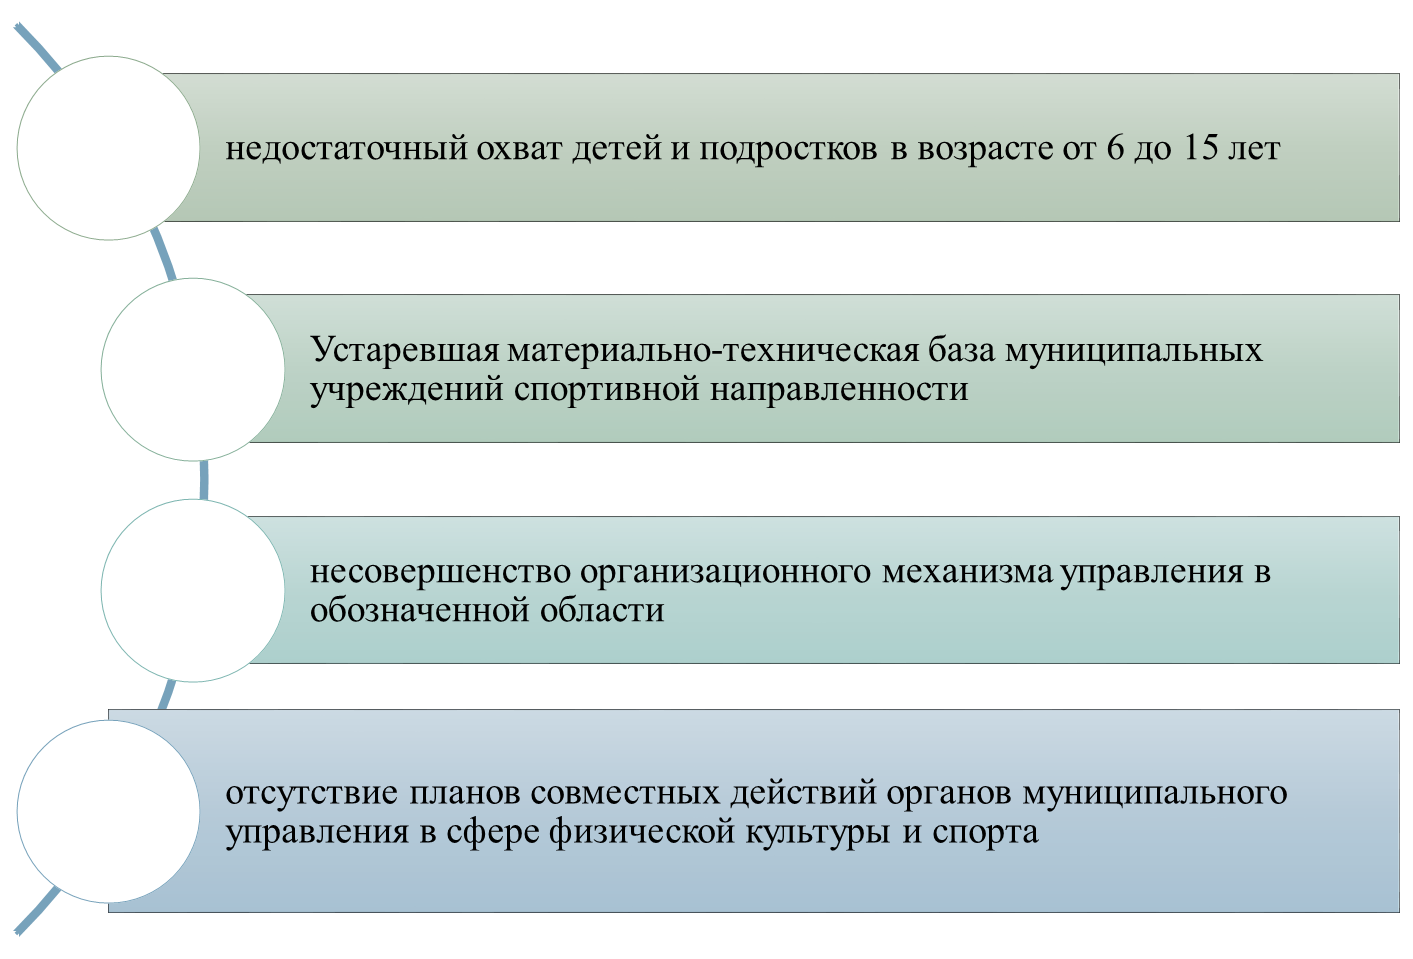 недостаточный охват детей и подростков в возрасте от 6 до 15 лет
Устаревшая материально-техническая база муниципальных
учреждений спортивной направленности
несовершенство организационного механизма управления в
обозначенной области
отсутствие планов совместных действий органов муниципального
управления в сфере физической культуры и спорта